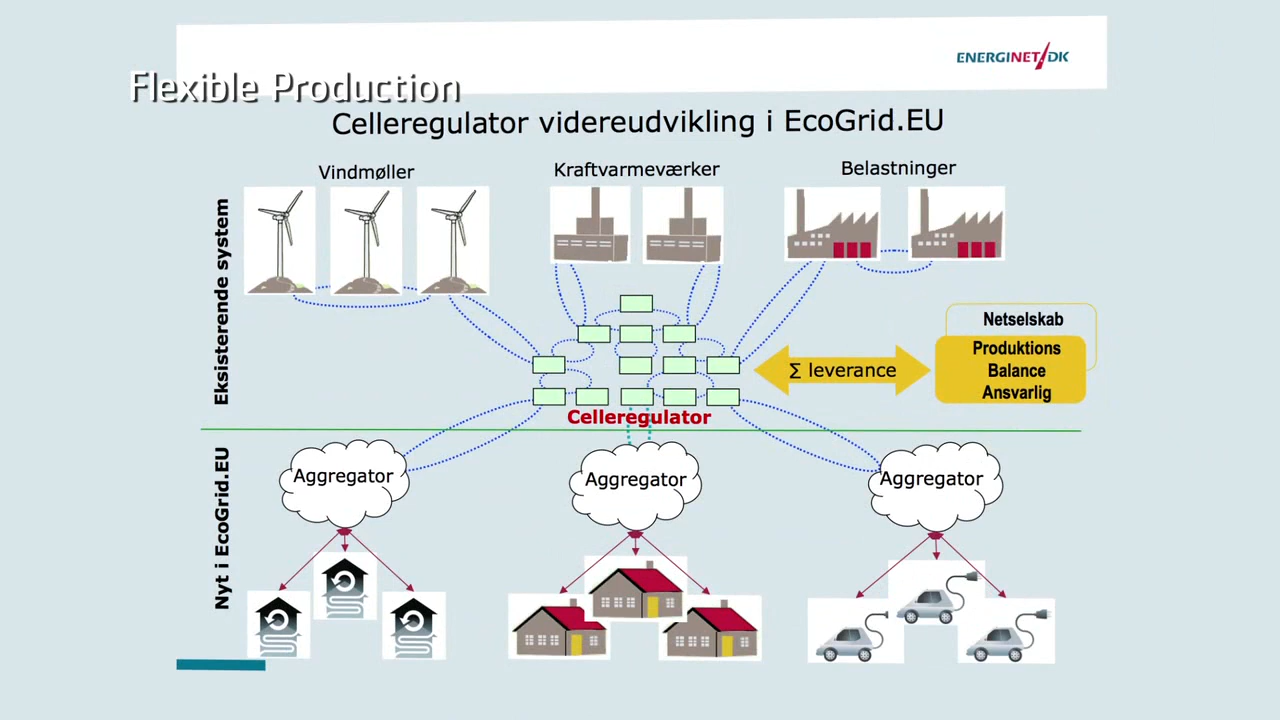 ENERGINET/DK
Flexible Production
Celleregulator videreudvikling i EcoGrid.EU
Vindmøller
Kraftvarmeværker
Belastninger
Eksisterende system
Netselskab
Produktions
Balance
Ansvarlig
Σ leverance
Celleregulator
Nyt i EcoGrid.EU
Aggregator
Aggregator
Aggregator